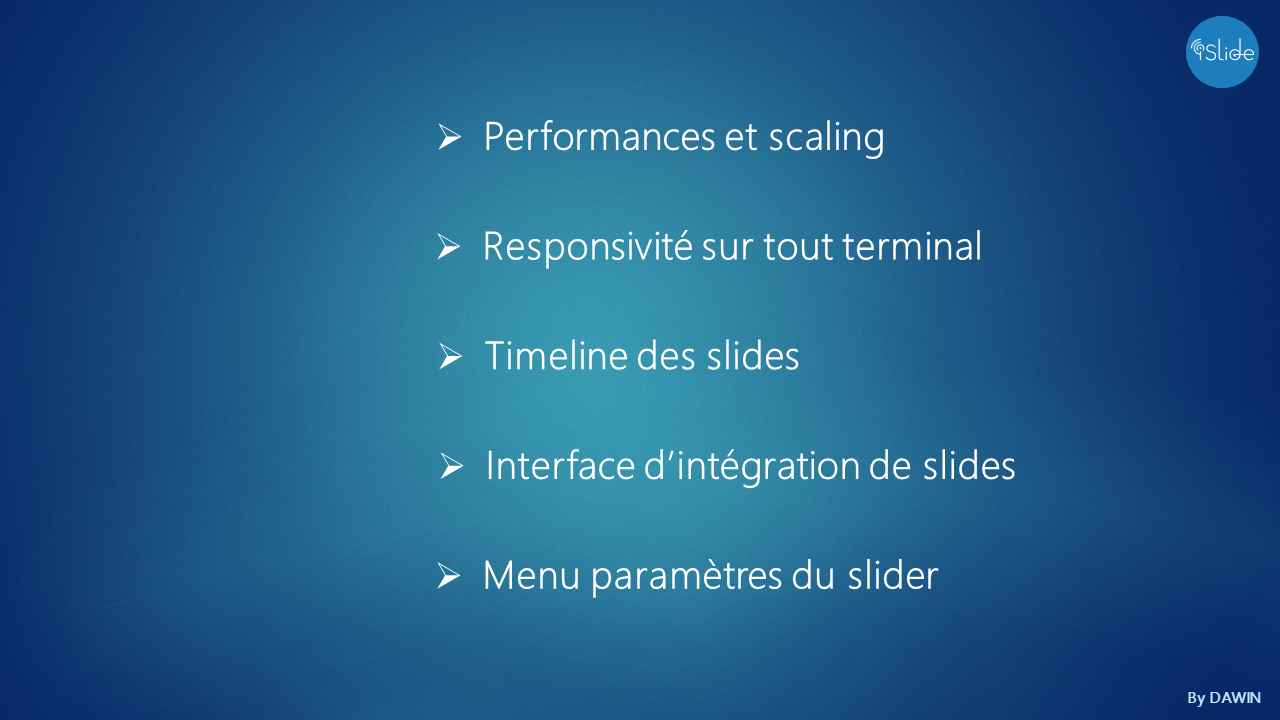 iSlide
➢ Performances et scaling
➢ Responsivité sur tout terminal
➢ Timeline des slides
➢ Interface d’intégration de slides
➢ Menu paramètres du slider
By DAWIN